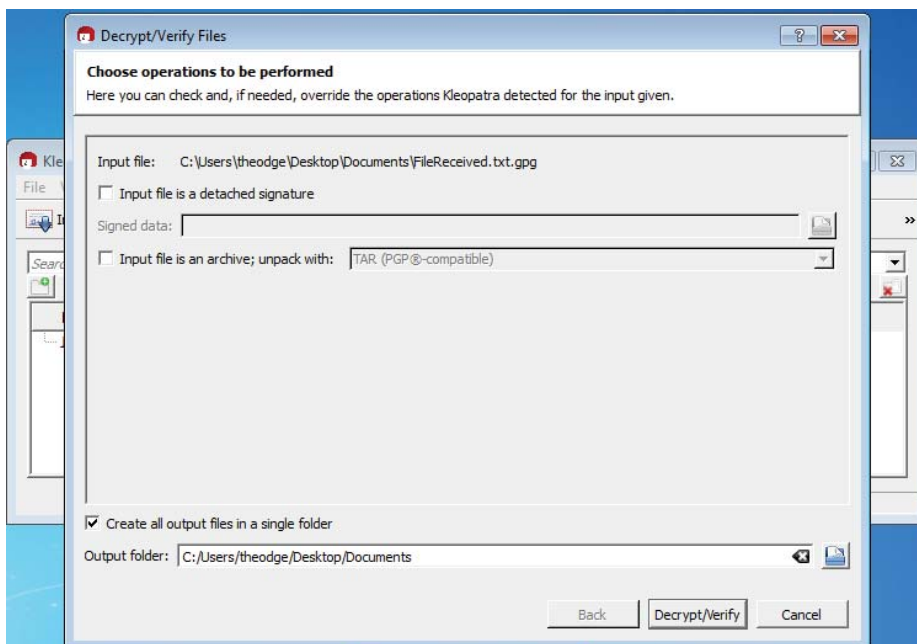 Decrypt/Verify Files
Choose operations to be performed
Here you can check and, if needed, override the operations Kleopatra detected for the input given.
Kle
File
Input file: C:\Users\theodge\Desktop\Documents\FileReceived.txt.gpg
Input file is a detached signature
Signed data:
Input file is an archive; unpack with: TAR (PGP®-compatible)
Create all output files in a single folder
Output folder: C:/Users/theodge/Desktop/Documents
Back Decrypt/Verify Cancel